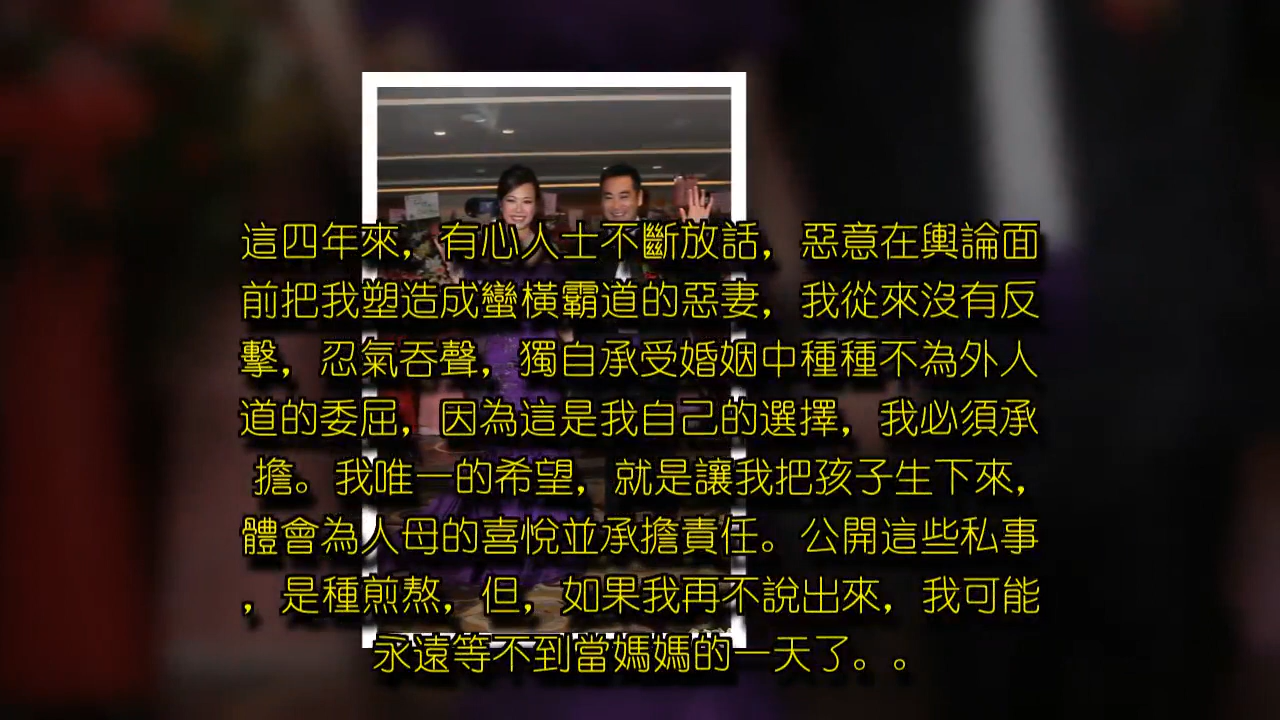 這四年來，有心人士不斷放話，惡意在輿論面
前把我塑造成蠻橫霸道的惡妻，我從來沒有反
擊，忍氣吞聲，獨自承受婚姻中種種不為外人
道的委屈，因為這是我自己的選擇，我必須承
擔。我唯一的希望，就是讓我把孩子生下來，
體會為人母的喜悅並承擔責任。公開這些私事
，是種煎熬，但，如果我再不說出來，我可能
永遠等不到當媽媽的一天了。。